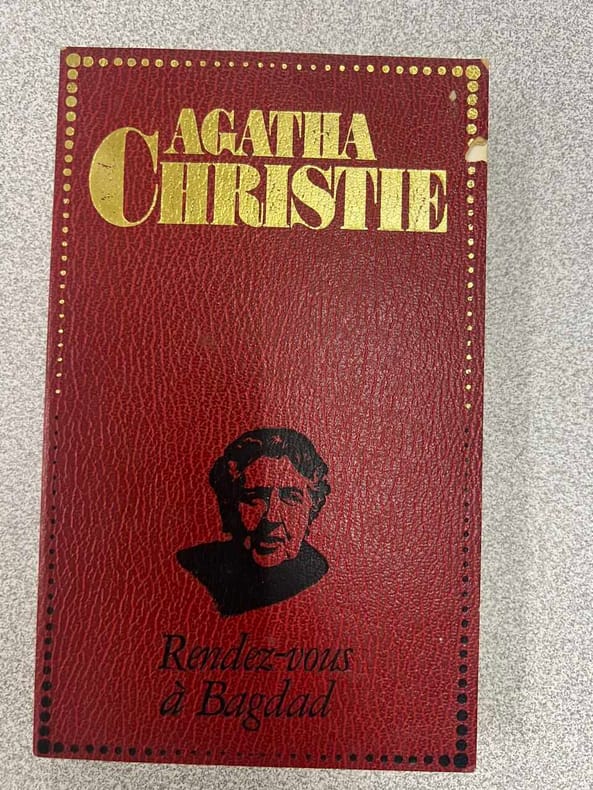 AGATHA
CHRISTIE
Rendez-vous
à Bagdad